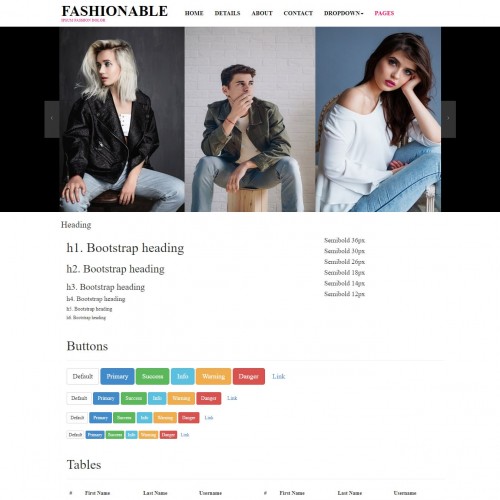 FASHIONABLE
IPSUM FASHION DOLOR
HOME DETAILS ABOUT CONTACT DROPDOWN PAGES
Heading
h1. Bootstrap heading
h2. Bootstrap heading
h3. Bootstrap heading
h4. Bootstrap heading
h5. Bootstrap heading
h6. Bootstrap heading
Semibold 36px
Semibold 30px
Semibold 26px
Semibold 18px
Semibold 14px
Semibold 12px
Buttons
Default Primary Success Info Warning Danger Link
Default Primary Success Info Warning Danger Link
Default Primary Success Info Warning Danger Link
Default Primary Success Info Warning Danger Link
Tables
# First Name Last Name Username # First Name Last Name Username